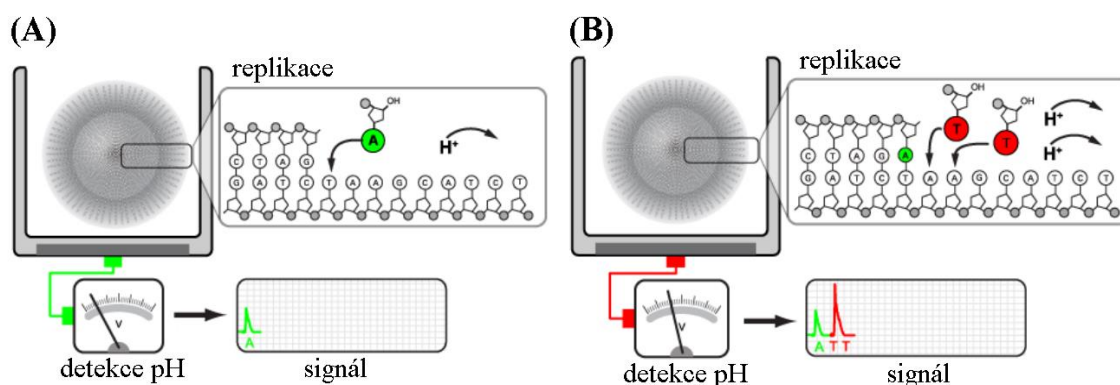 (A)
replikace
OH
A
H⁺
C T A G
G A T C T A A G C A T C T
V
A
detekce pH
signál
(B)
replikace
OH
T
OH
T
H⁺
H⁺
C T A G A
G A T C T A A G C A T C T
V
A T T
detekce pH
signál